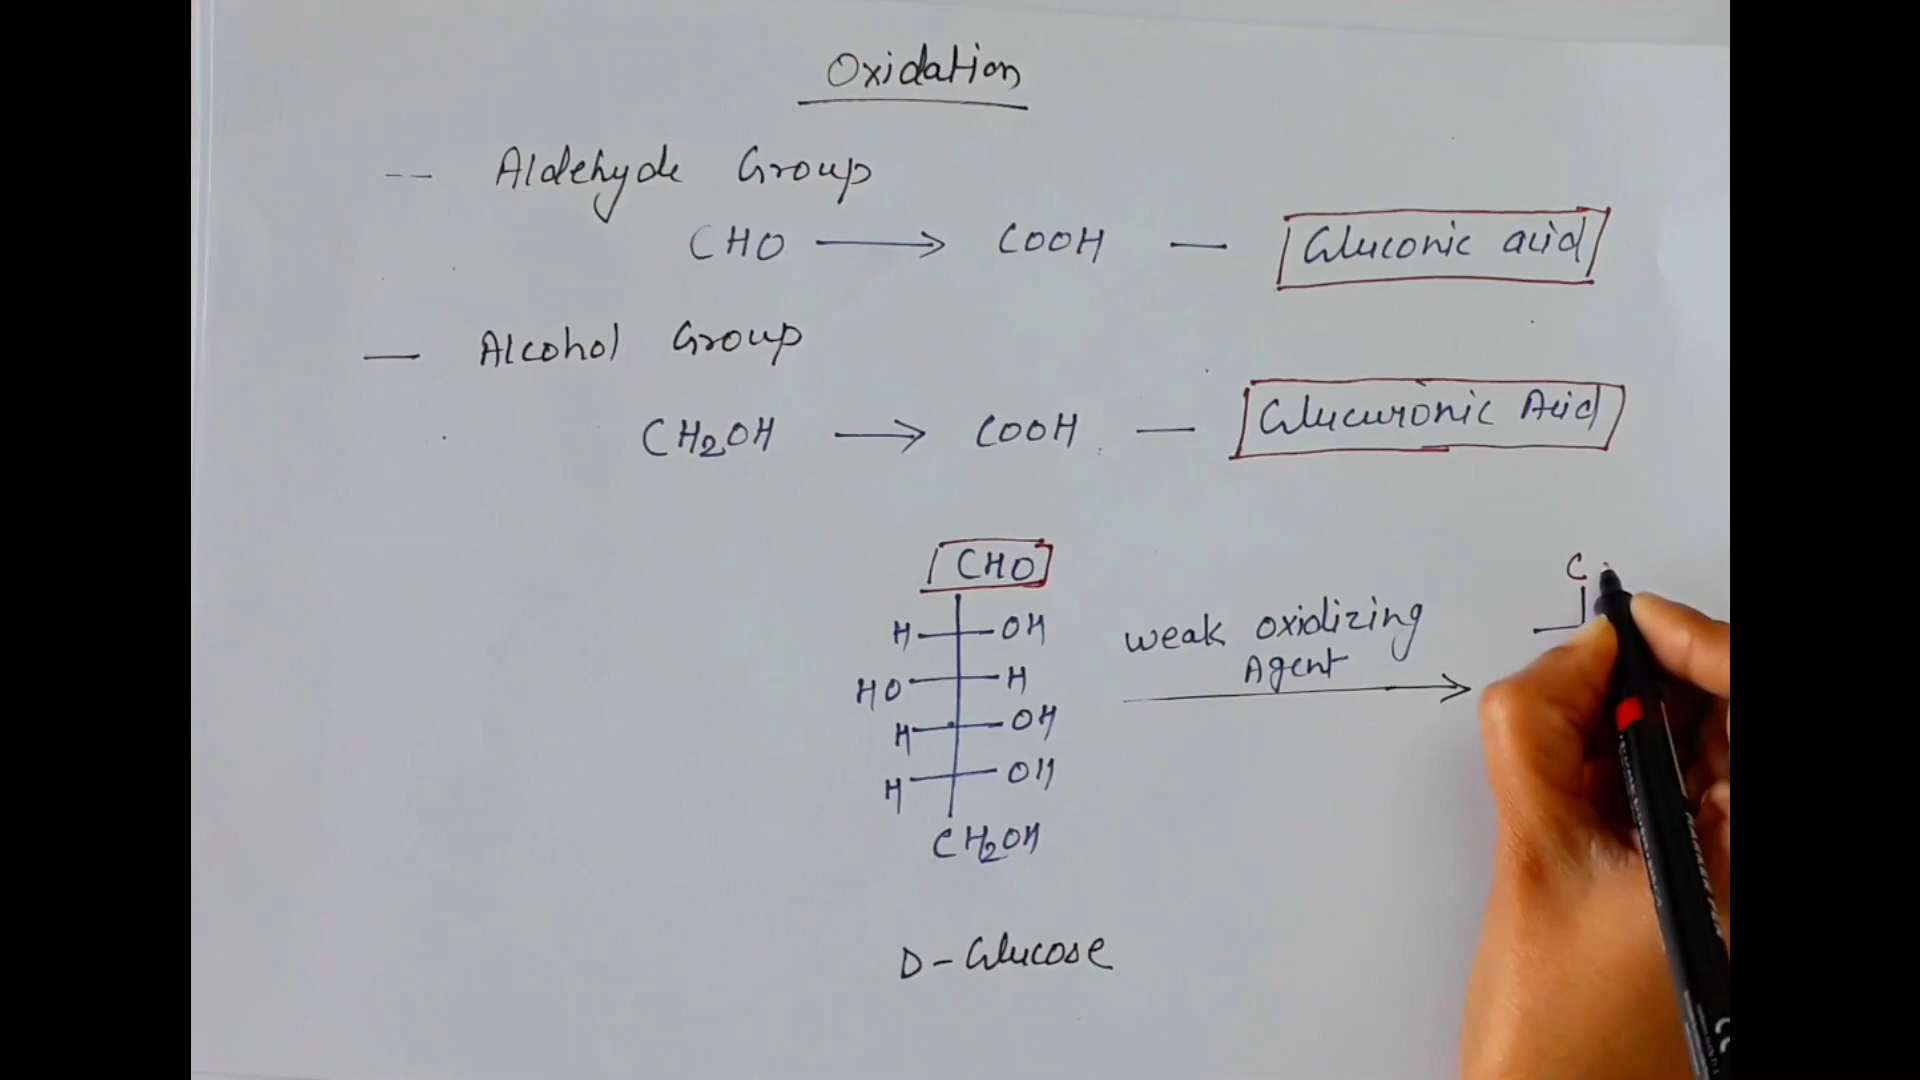 Oxidation
-- Aldehyde Group
CHO → COOH — Gluconic acid
— Alcohol Group
CH2OH → COOH — Glucuronic Acid
CHO
H OH
HO H
H OH
H OH
CH2OH
weak oxidizing
Agent
C
D-Glucose